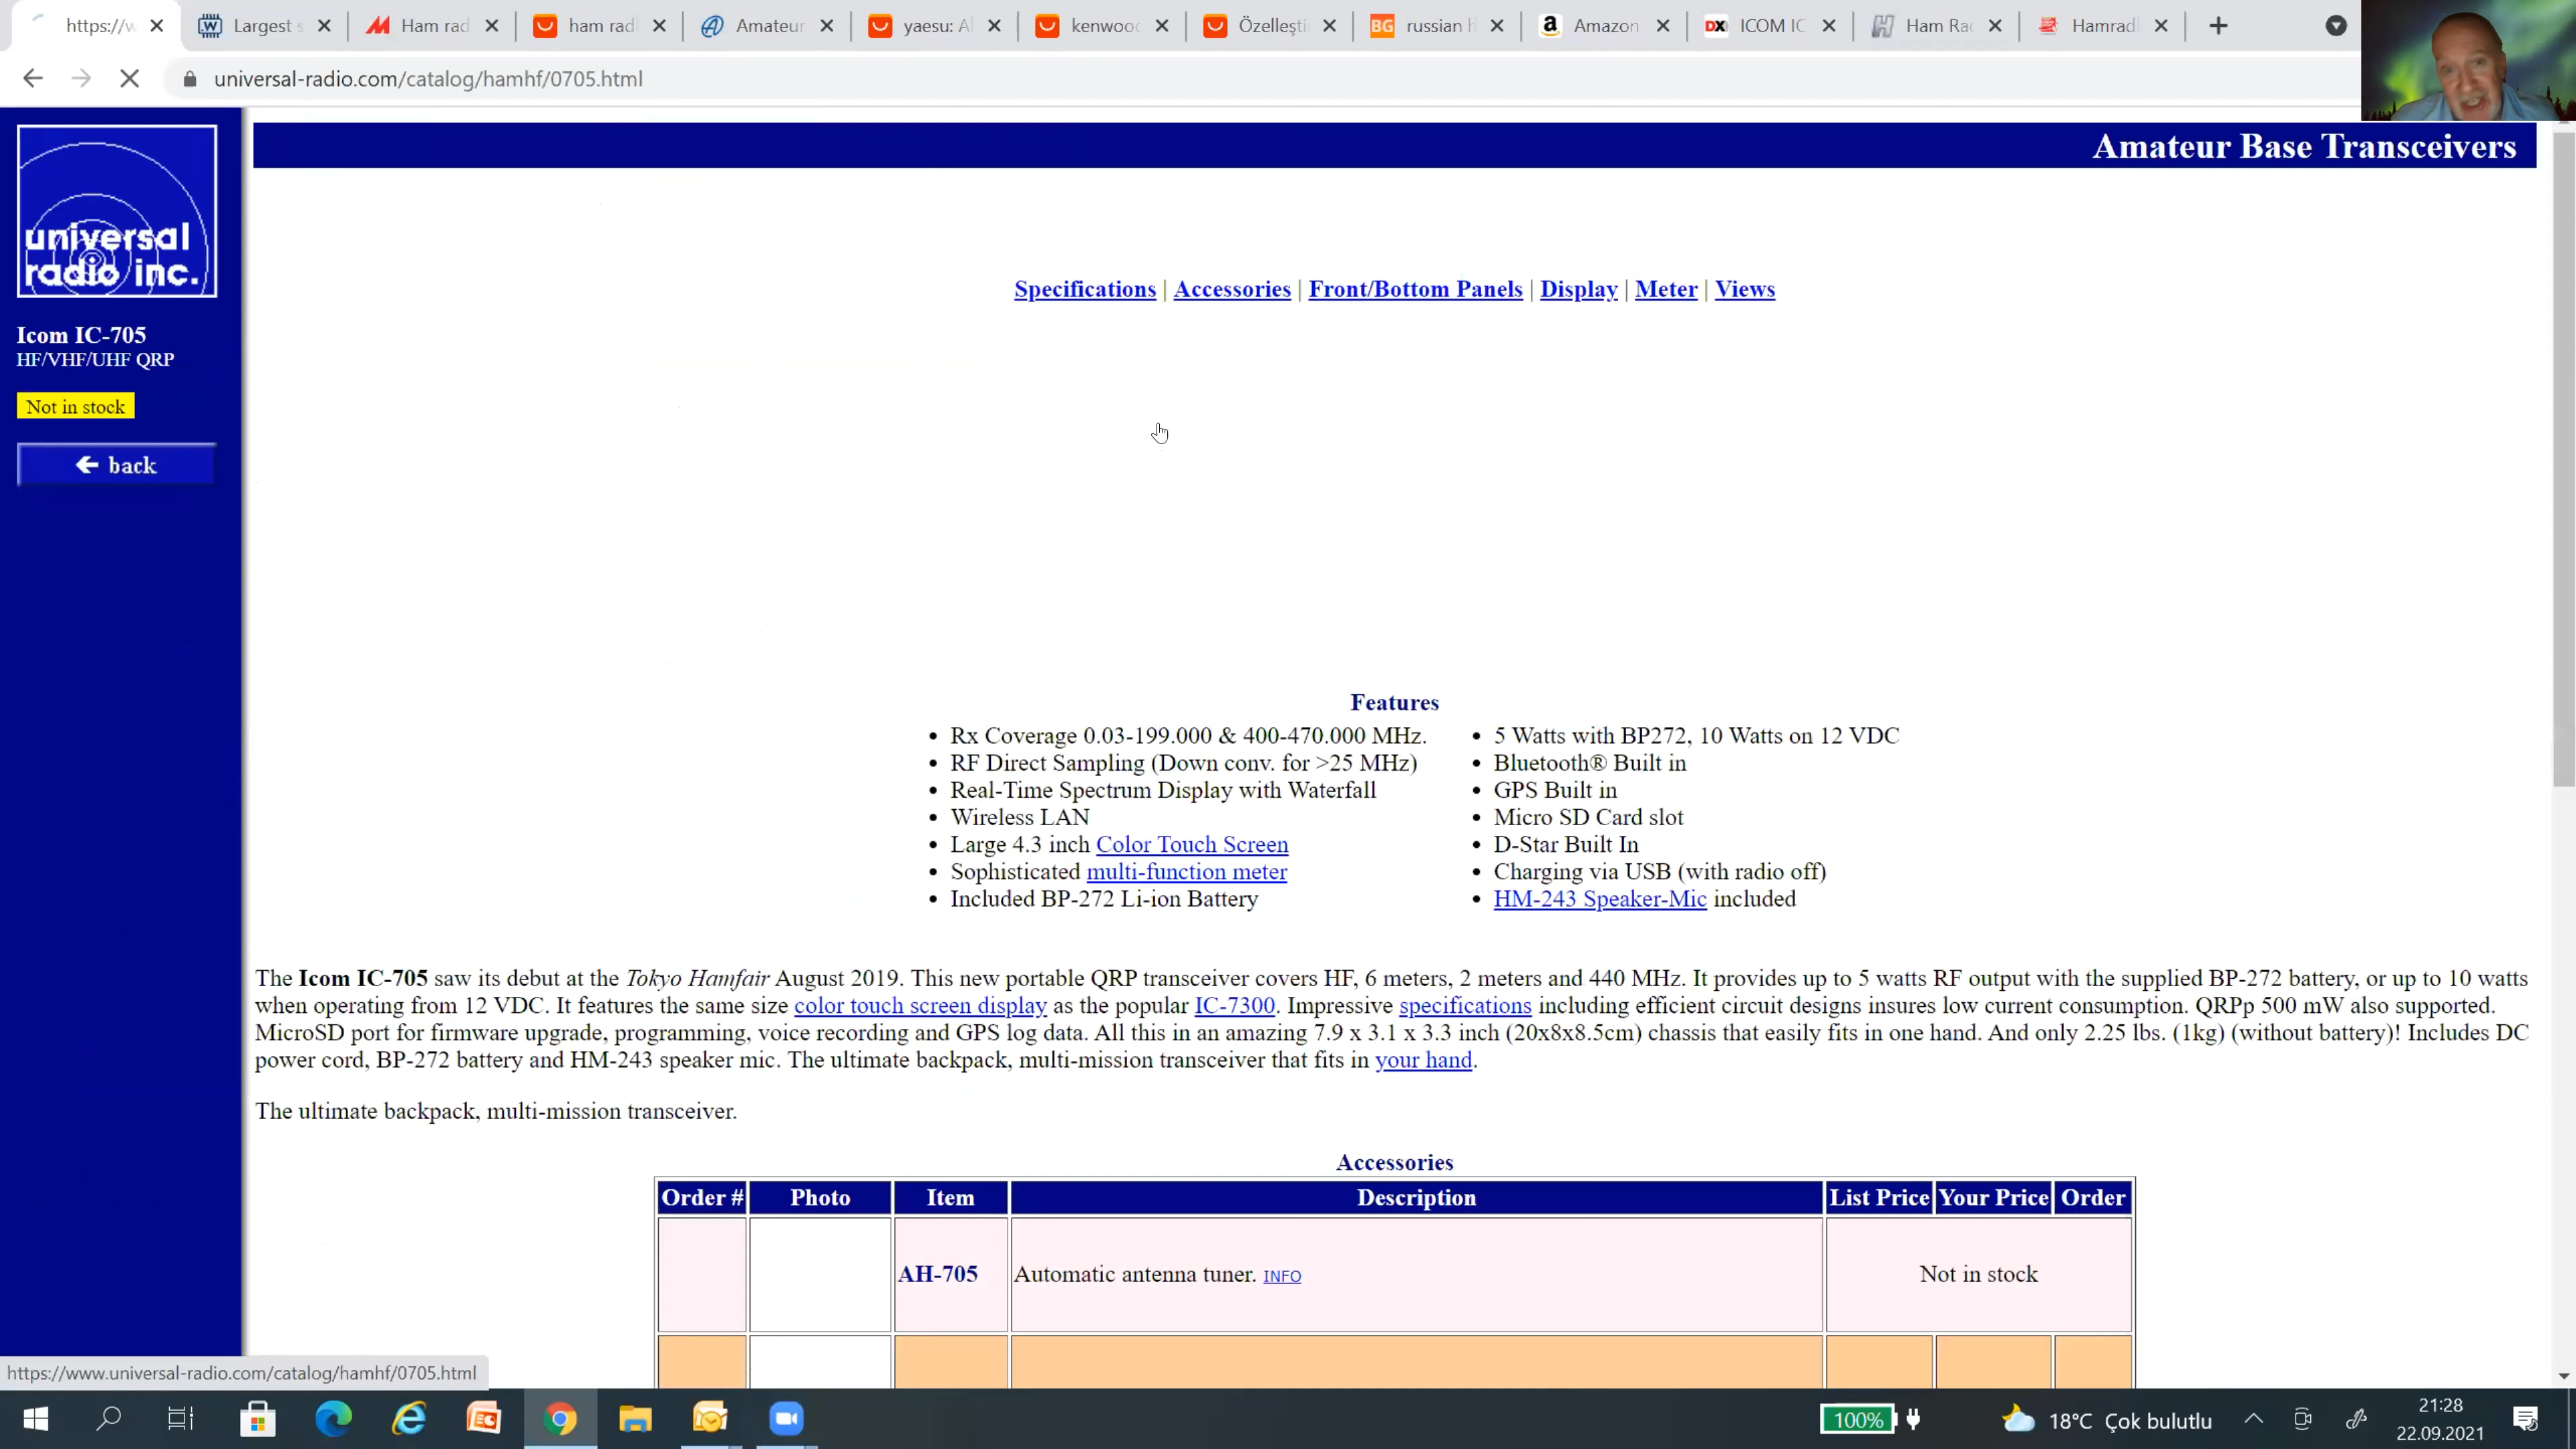 https://w
Largest s
Ham rad
ham radi
Amateur
yaesu: Al
kenwood
Özelleşti
russian h
Amazon
ICOM IC
Ham Rad
Hamradi
universal-radio.com/catalog/hamhf/0705.html
universal
radio inc.
Icom IC-705
HF/VHF/UHF QRP
Not in stock
back
Amateur Base Transceivers
Specifications | Accessories | Front/Bottom Panels | Display | Meter | Views
Features
• Rx Coverage 0.03-199.000 & 400-470.000 MHz.
• RF Direct Sampling (Down conv. for >25 MHz)
• Real-Time Spectrum Display with Waterfall
• Wireless LAN
• Large 4.3 inch Color Touch Screen
• Sophisticated multi-function meter
• Included BP-272 Li-ion Battery
• 5 Watts with BP272, 10 Watts on 12 VDC
• Bluetooth® Built in
• GPS Built in
• Micro SD Card slot
• D-Star Built In
• Charging via USB (with radio off)
• HM-243 Speaker-Mic included
The Icom IC-705 saw its debut at the Tokyo Hamfair August 2019. This new portable QRP transceiver covers HF, 6 meters, 2 meters and 440 MHz. It provides up to 5 watts RF output with the supplied BP-272 battery, or up to 10 watts
when operating from 12 VDC. It features the same size color touch screen display as the popular IC-7300. Impressive specifications including efficient circuit designs insures low current consumption. QRPp 500 mW also supported.
MicroSD port for firmware upgrade, programming, voice recording and GPS log data. All this in an amazing 7.9 x 3.1 x 3.3 inch (20x8x8.5cm) chassis that easily fits in one hand. And only 2.25 lbs. (1kg) (without battery)! Includes DC
power cord, BP-272 battery and HM-243 speaker mic. The ultimate backpack, multi-mission transceiver that fits in your hand.
The ultimate backpack, multi-mission transceiver.
Accessories
Order # Photo Item Description List Price Your Price Order
AH-705 Automatic antenna tuner. INFO Not in stock
https://www.universal-radio.com/catalog/hamhf/0705.html
100%
18°C Çok bulutlu
21:28
22.09.2021